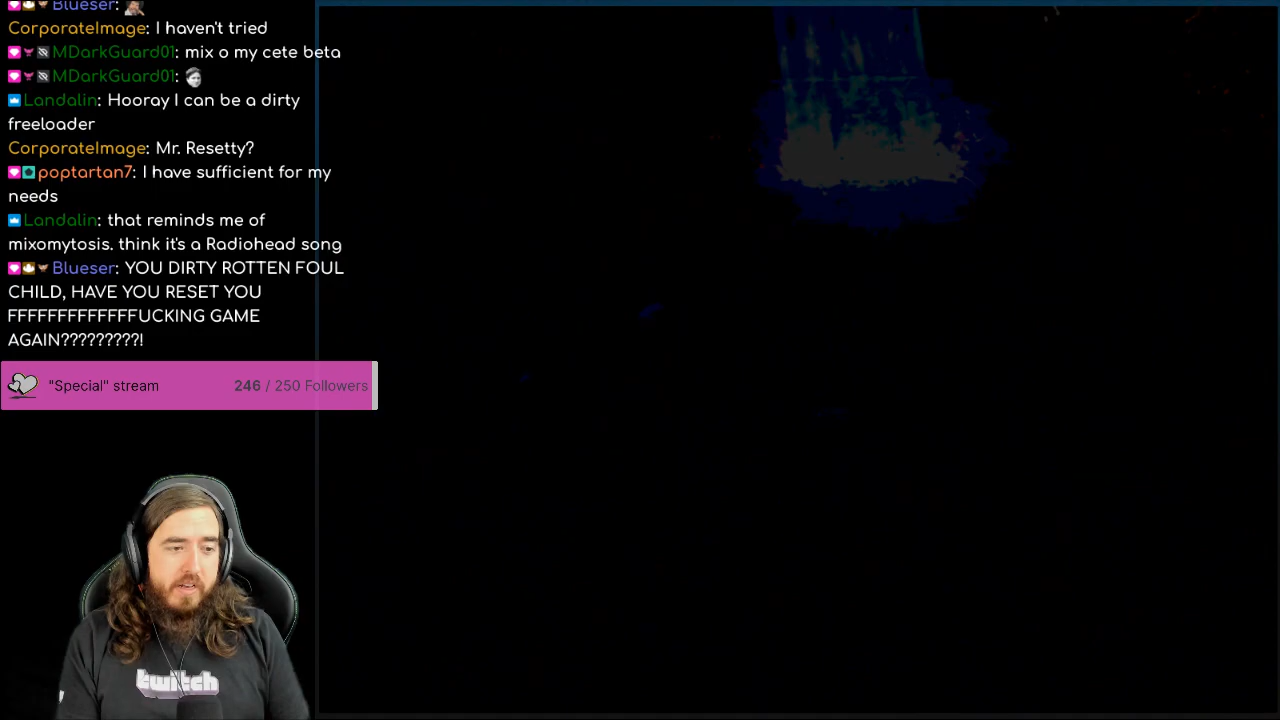 Blueser:
CorporateImage: I haven't tried
MDarkGuard01: mix o my cete beta
MDarkGuard01:
Landalin: Hooray I can be a dirty
freeloader
CorporateImage: Mr. Resetty?
poptartan7: I have sufficient for my
needs
Landalin: that reminds me of
mixomytosis. think it's a Radiohead song
Blueser: YOU DIRTY ROTTEN FOUL
CHILD, HAVE YOU RESET YOU
FFFFFFFFFFFFFUCKING GAME
AGAIN?????????!
"Special" stream 246 / 250 Followers
twitch